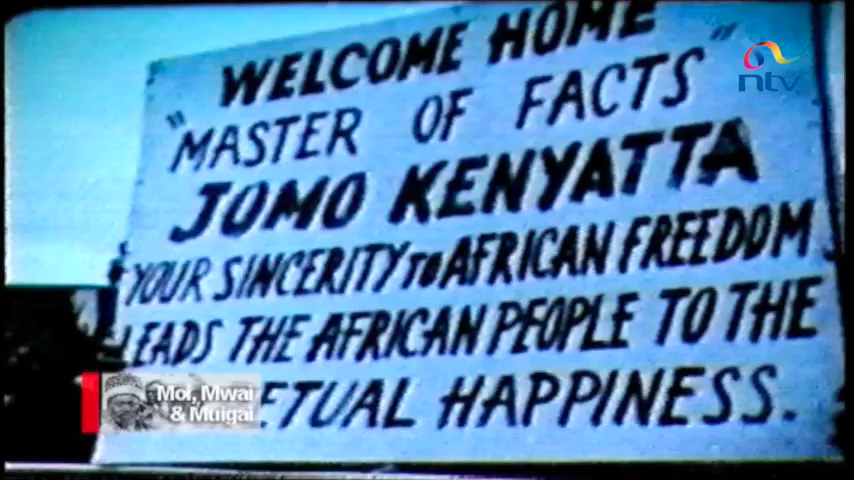 WELCOME HOME
"MASTER OF FACTS"
JOMO KENYATTA
YOUR SINCERITY TO AFRICAN FREEDOM
LEADS THE AFRICAN PEOPLE TO THE
ETUAL HAPPINESS.
Moi, Mwai
& Muigai
ntv